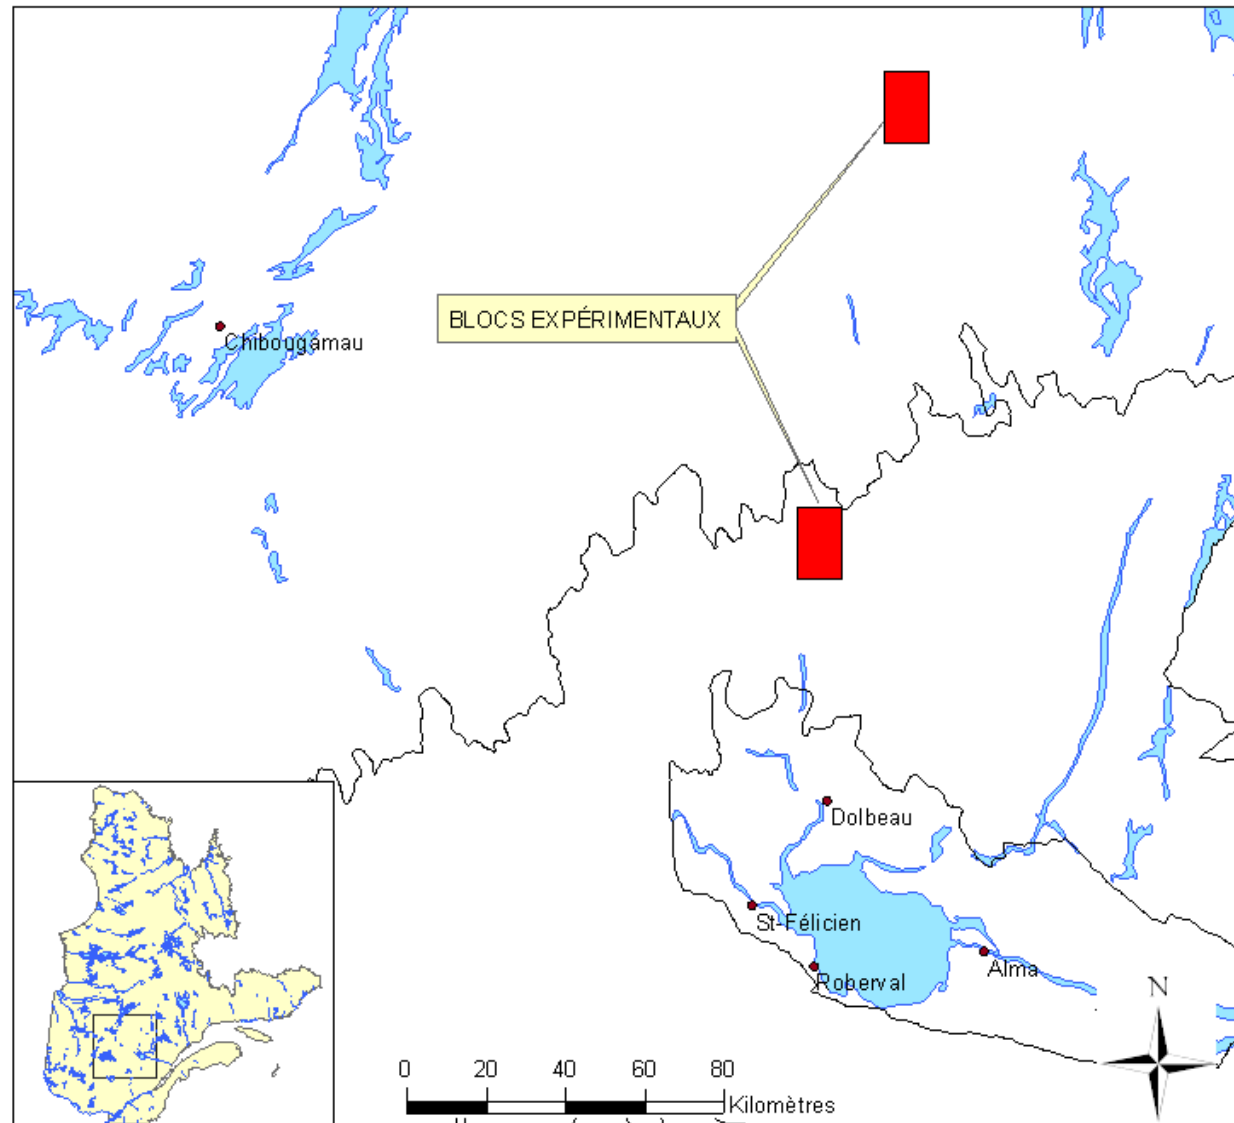 BLOCS EXPÉRIMENTAUX
Chibougamau
Dolbeau
St-Félicien
Alma
Roberval
N
0 20 40 60 80
Kilomètres